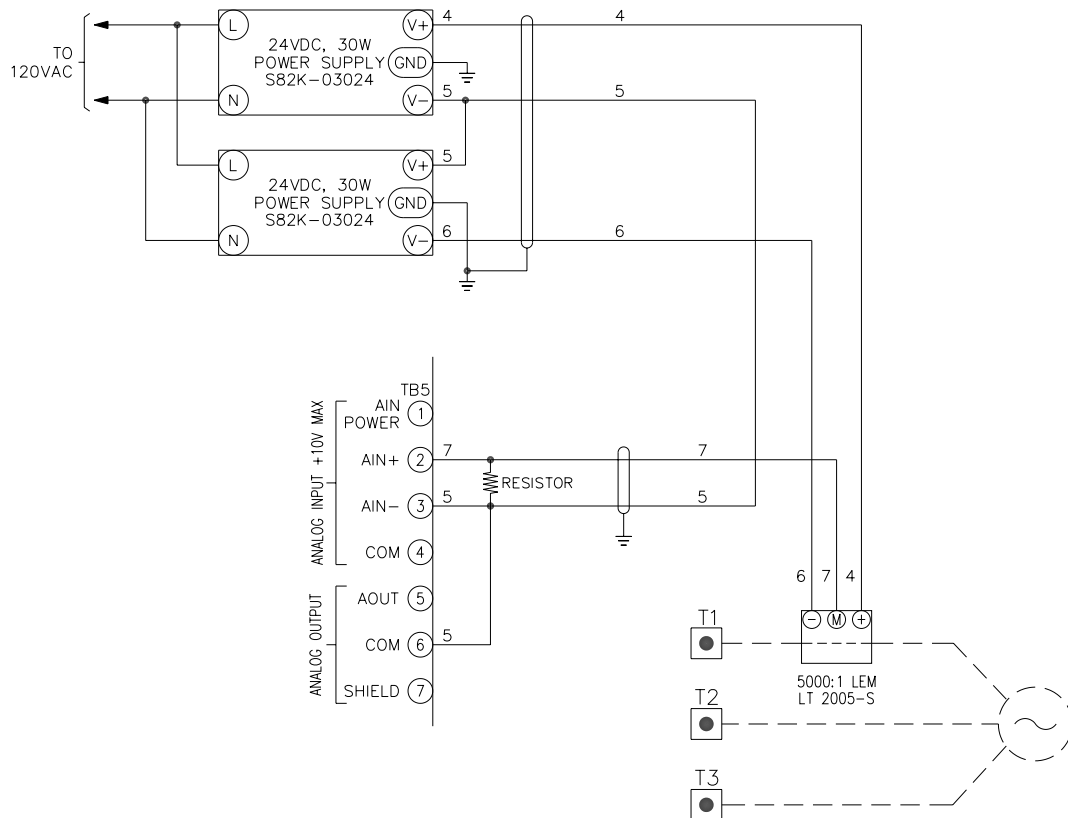 TO
120VAC
L
24VDC, 30W
POWER SUPPLY
S82K-03024
N
V+
GND
V-
4
4
5
5
L
24VDC, 30W
POWER SUPPLY
S82K-03024
N
V+
GND
V-
5
6
6
TB5
ANALOG INPUT +10V MAX
AIN
POWER
1
AIN+
2
7
7
RESISTOR
AIN-
3
5
5
COM
4
ANALOG OUTPUT
AOUT
5
COM
6
5
SHIELD
7
6
7
4
-
M
+
5000:1 LEM
LT 2005-S
T1
T2
T3